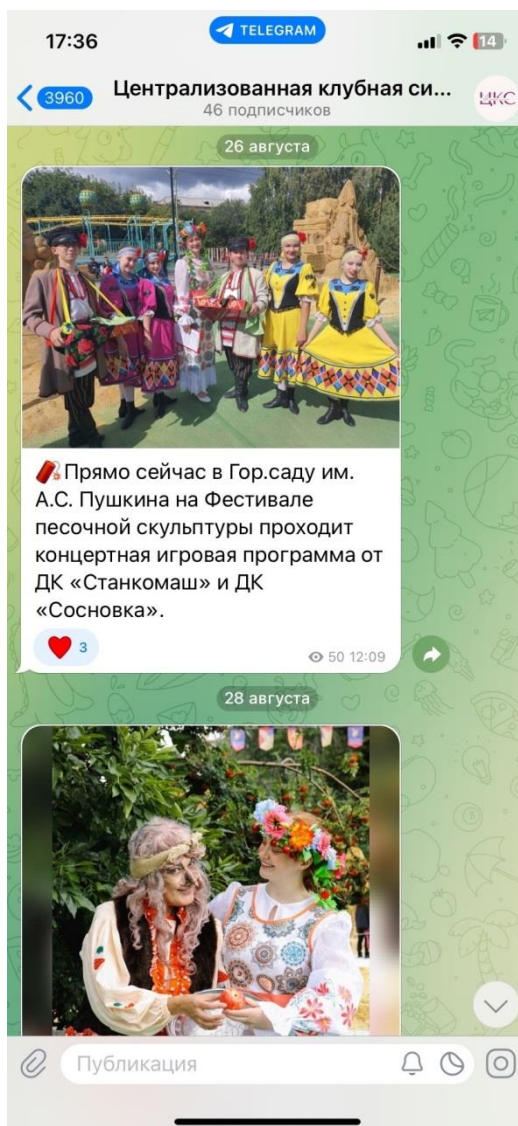 17:36
TELEGRAM
14
3960
Централизованная клубная си...
46 подписчиков
ЦКС
26 августа
Прямо сейчас в Гор.саду им.
А.С. Пушкина на Фестивале
песочной скульптуры проходит
концертная игровая программа от
ДК «Станкомаш» и ДК
«Сосновка».
3
50 12:09
28 августа
Публикация